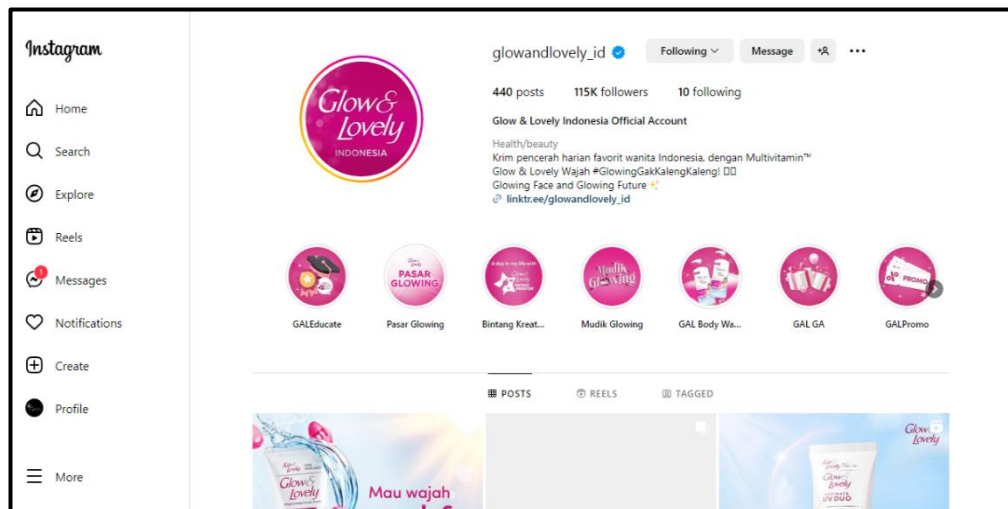 Instagram
Home
Search
Explore
Reels
Messages
1
Notifications
Create
Profile
More
Glow &
Lovely
INDONESIA
glowandlovely_id
Following
Message
440 posts 115K followers 10 following
Glow & Lovely Indonesia Official Account
Health/beauty
Krim pencerah harian favorit wanita Indonesia, dengan Multivitamin™
Glow & Lovely Wajah #GlowingGakKalengKaleng!
Glowing Face and Glowing Future ✨
linktr.ee/glowandlovely_id
PASAR
GLOWING
Mudik
Glowing
PROMO
GALEducate
Pasar Glowing
Bintang Kreat...
Mudik Glowing
GAL Body Wa...
GAL GA
GALPromo
POSTS
REELS
TAGGED
Glow &
Lovely
Mau wajah
Glow &
Lovely
Glow &
Lovely
ULTIMATE
UV DUO